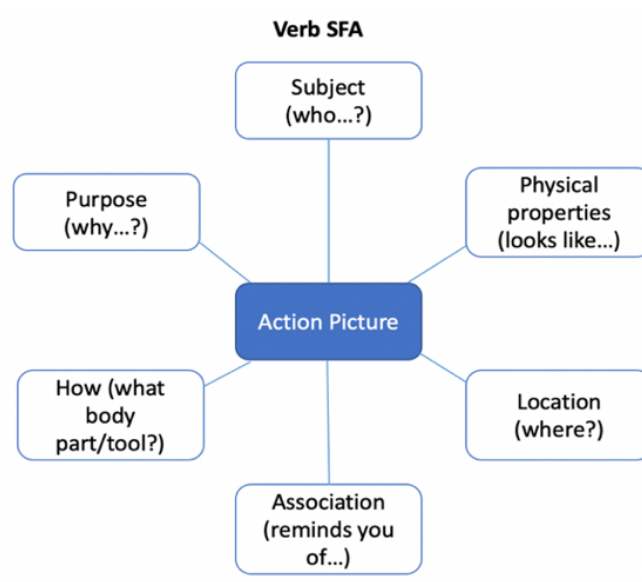 Verb SFA
Subject
(who...?)
Physical
properties
(looks like...)
Purpose
(why...?)
Action Picture
How (what
body
part/tool?)
Location
(where?)
Association
(reminds you
of...)